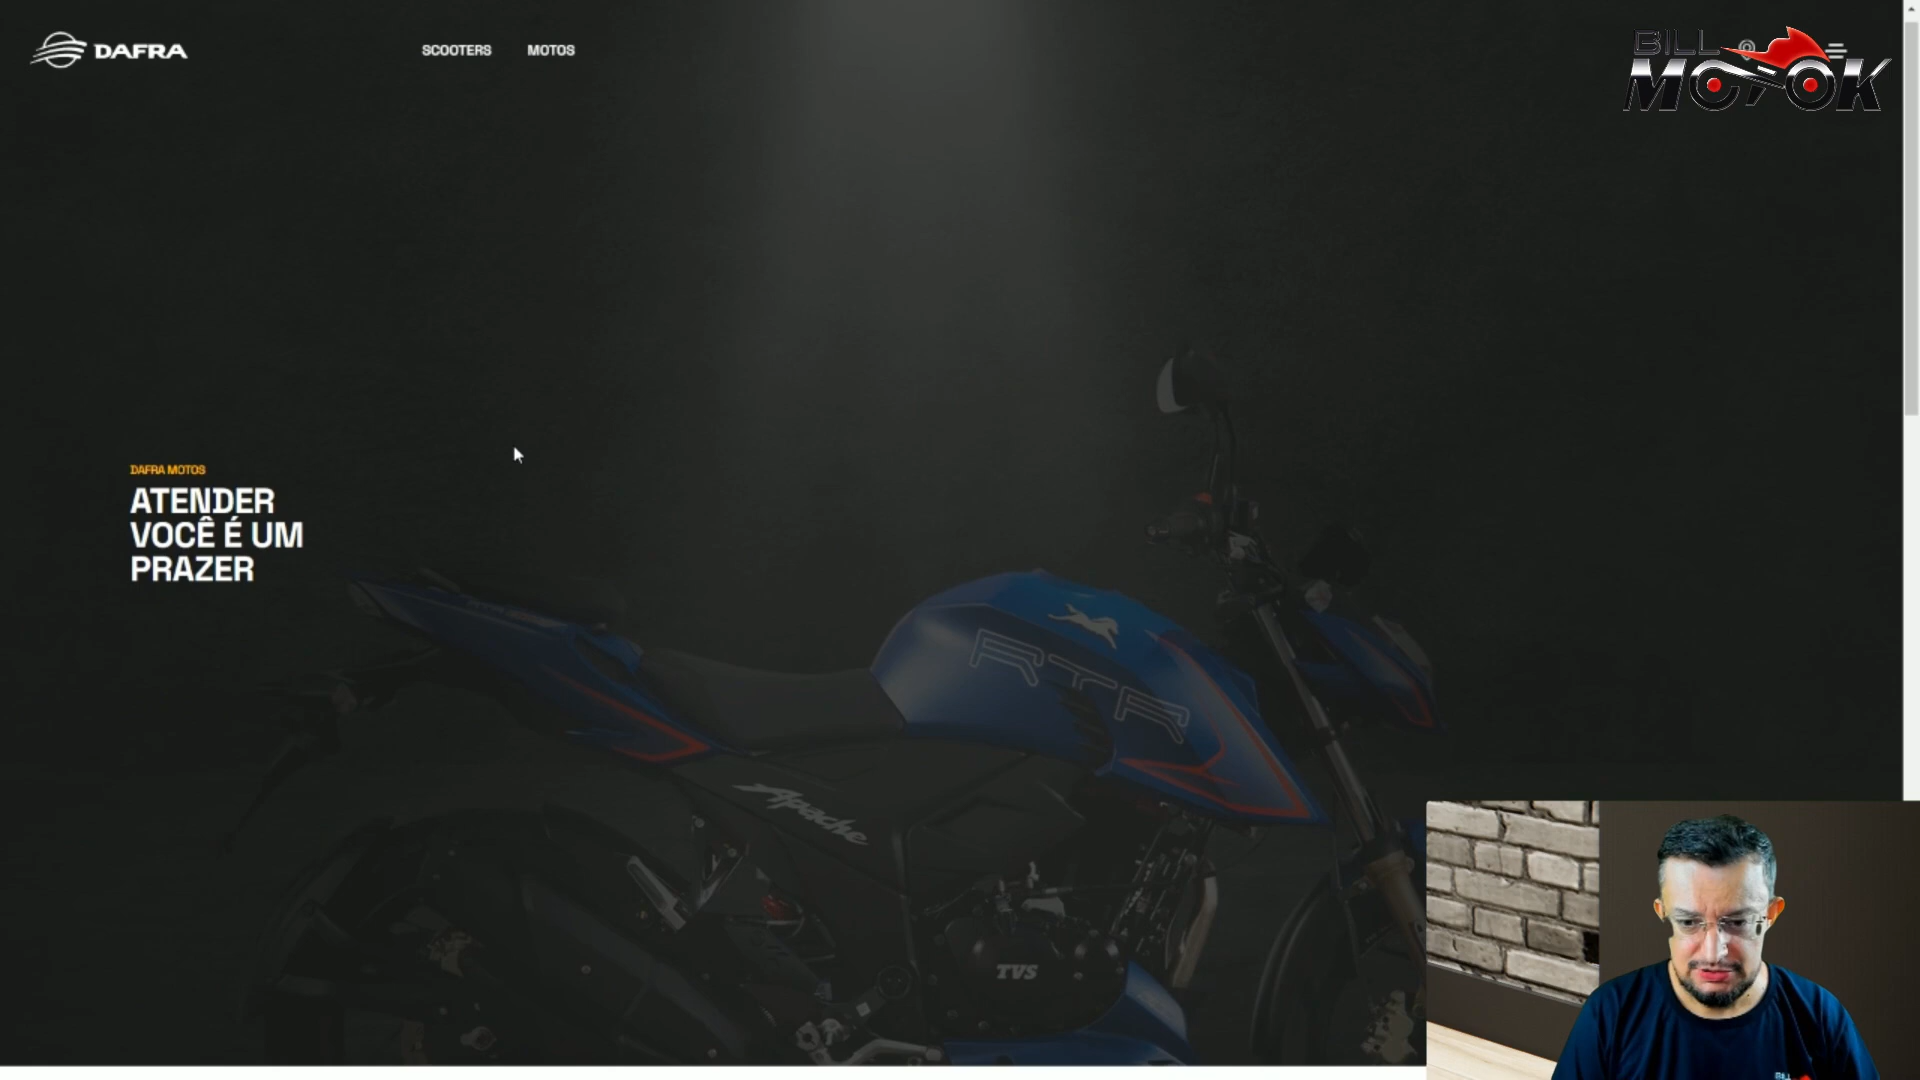 DAFRA
SCOOTERS
MOTOS
BILL
MOTOK
DAFRA MOTOS
ATENDER
VOCÊ É UM
PRAZER
RTR
Apache
TVS